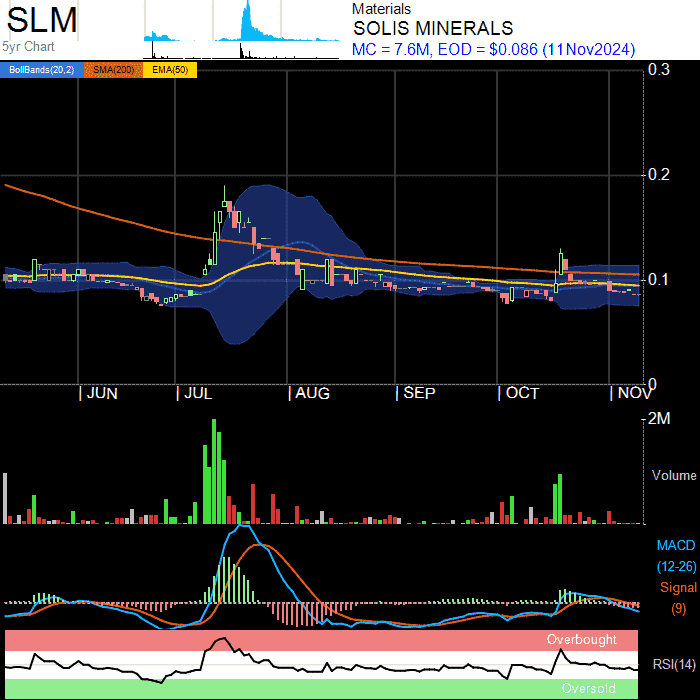 SLM
5yr Chart
Materials
SOLIS MINERALS
MC = 7.6M, EOD = $0.086 (11Nov2024)
BollBands(20,2) SMA(200) EMA(50)
0.3
0.2
0.1
0
| JUN | JUL | AUG | SEP | OCT | NOV
2M
Volume
MACD
(12-26)
Signal
(9)
Overbought
RSI(14)
Oversold